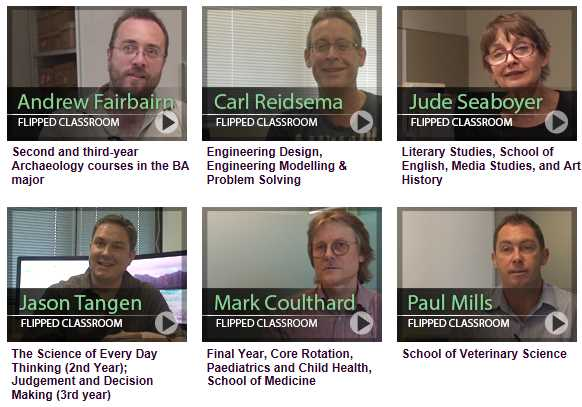 Andrew Fairbairn
FLIPPED CLASSROOM
Second and third-year
Archaeology courses in the BA
major
Carl Reidsema
FLIPPED CLASSROOM
Engineering Design,
Engineering Modelling &
Problem Solving
Jude Seaboyer
FLIPPED CLASSROOM
Literary Studies, School of
English, Media Studies, and Art
History
Jason Tangen
FLIPPED CLASSROOM
The Science of Every Day
Thinking (2nd Year);
Judgement and Decision
Making (3rd year)
Mark Coulthard
FLIPPED CLASSROOM
Final Year, Core Rotation,
Paediatrics and Child Health,
School of Medicine
Paul Mills
FLIPPED CLASSROOM
School of Veterinary Science